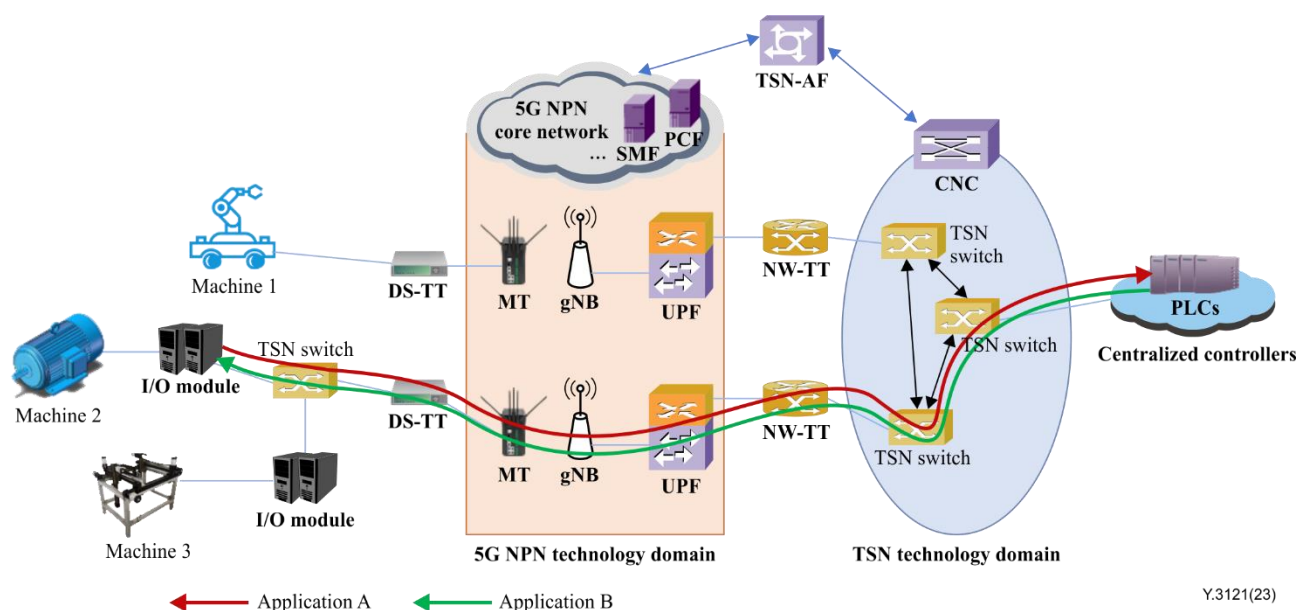 TSN-AF
5G NPN
core network
...
SMF
PCF
CNC
Machine 1
DS-TT
MT
gNB
UPF
NW-TT
TSN
switch
PLCs
Centralized controllers
TSN switch
Machine 2
I/O module
TSN switch
DS-TT
MT
gNB
UPF
NW-TT
TSN switch
Machine 3
I/O module
5G NPN technology domain
TSN technology domain
Application A
Application B
Y.3121(23)